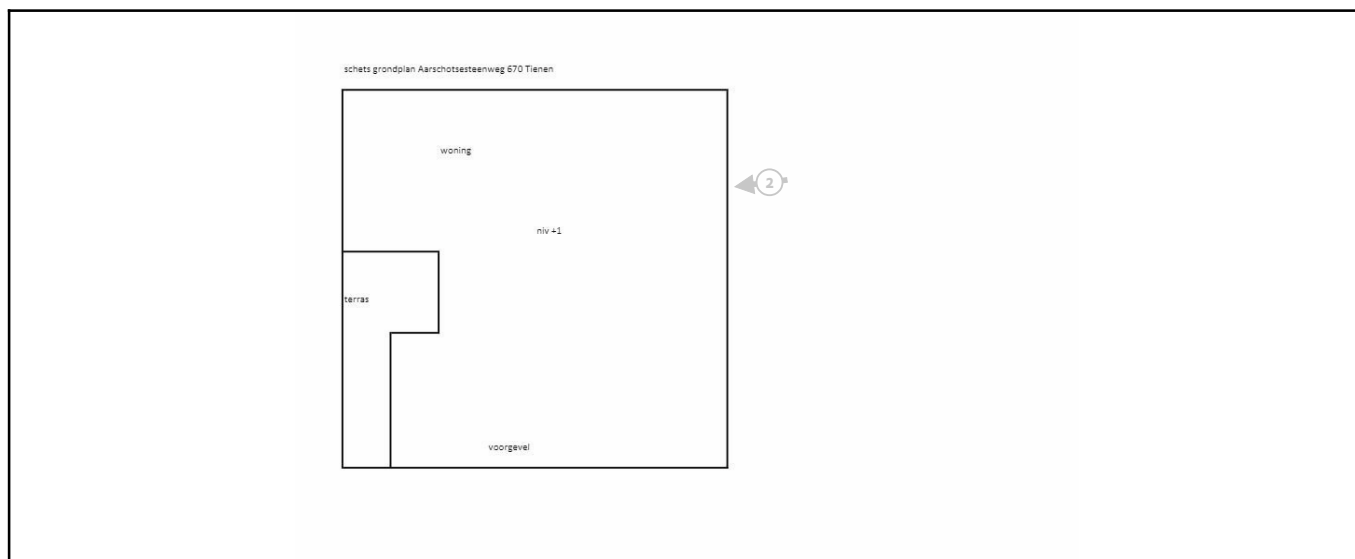 schets grondplan Aarschotsesteenweg 670 Tienen
woning
2
niv +1
terras
voorgevel